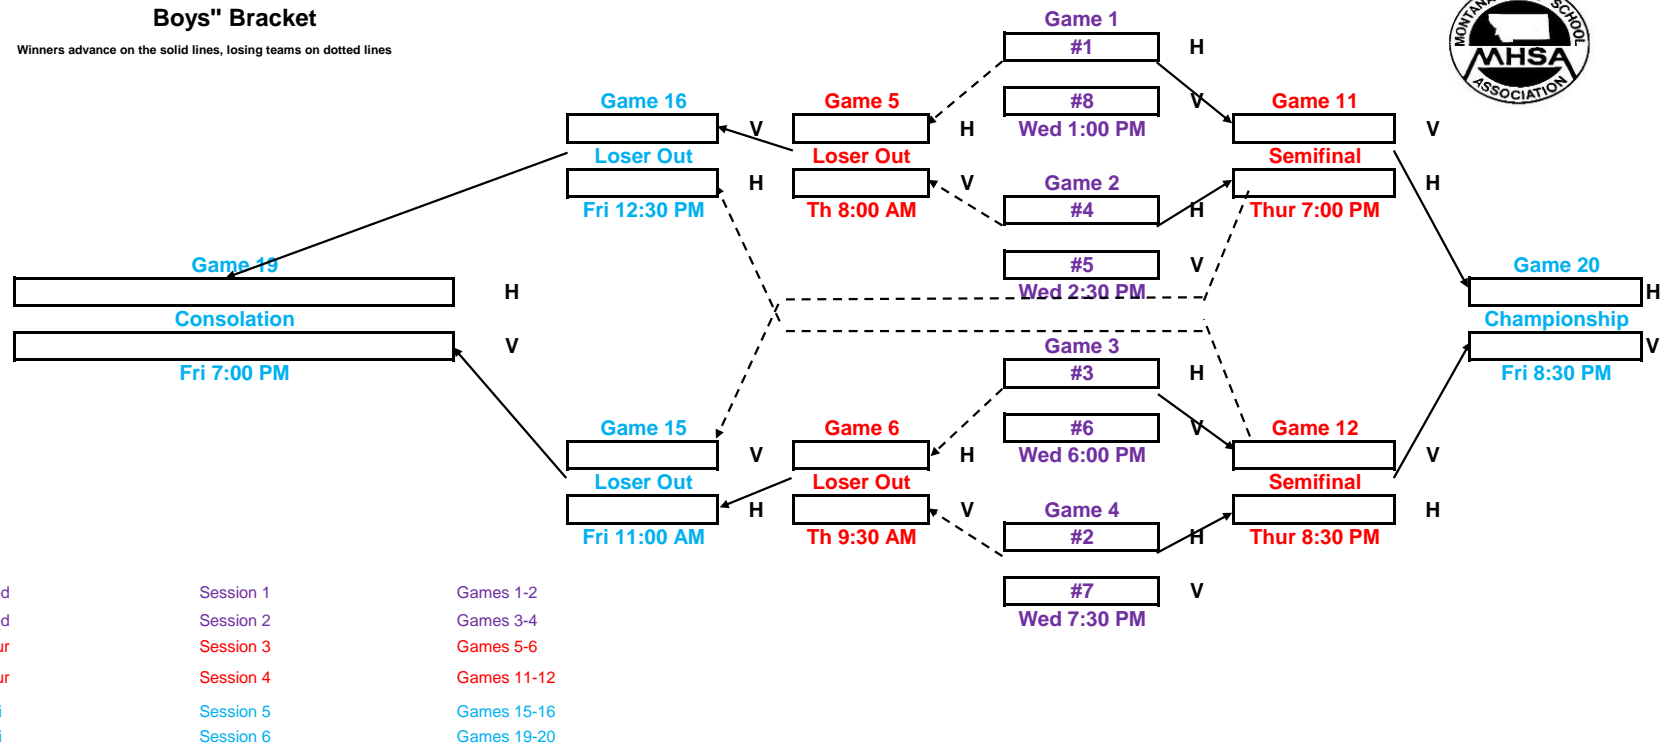 Boys" Bracket
Winners advance on the solid lines, losing teams on dotted lines
Game 1
#1 H
#8 V
Wed 1:00 PM
Game 2
#4 H
#5 V
Wed 2:30 PM
Game 3
#3 H
#6 V
Wed 6:00 PM
Game 4
#2 H
#7 V
Wed 7:30 PM
Game 16
V
Loser Out
H
Fri 12:30 PM
Game 5
H
Loser Out
V
Th 8:00 AM
Game 11
V
Semifinal
H
Thur 7:00 PM
Game 19
H
Consolation
V
Fri 7:00 PM
Game 20
H
Championship
V
Fri 8:30 PM
Game 15
V
Loser Out
H
Fri 11:00 AM
Game 6
H
Loser Out
V
Th 9:30 AM
Game 12
V
Semifinal
H
Thur 8:30 PM
MONTANA
SCHOOL
MHSA
ASSOCIATION
d Session 1 Games 1-2
d Session 2 Games 3-4
ur Session 3 Games 5-6
ur Session 4 Games 11-12
i Session 5 Games 15-16
i Session 6 Games 19-20